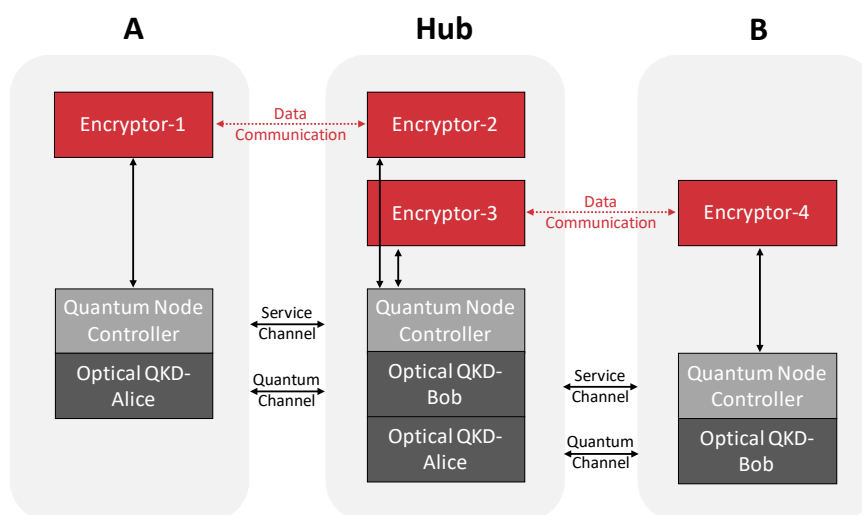 A
Hub
B
Encryptor-1
Data
Communication
Encryptor-2
Encryptor-3
Data
Communication
Encryptor-4
Quantum Node
Controller
Service
Channel
Quantum Node
Controller
Optical QKD-
Alice
Quantum
Channel
Optical QKD-
Bob
Service
Channel
Quantum Node
Controller
Optical QKD-
Alice
Quantum
Channel
Optical QKD-
Bob